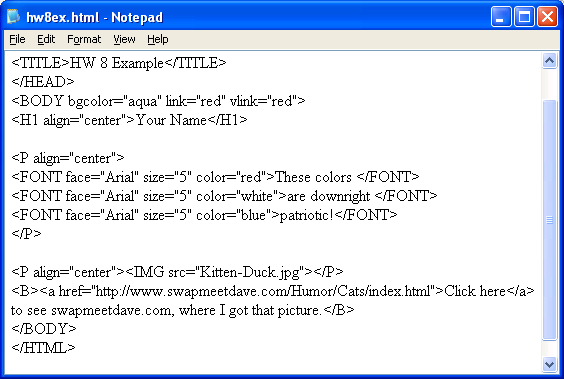 hw8ex.html - Notepad
File Edit Format View Help
<TITLE>HW 8 Example</TITLE>
</HEAD>
<BODY bgcolor="aqua" link="red" vlink="red">
<H1 align="center">Your Name</H1>
<P align="center">
<FONT face="Arial" size="5" color="red">These colors </FONT>
<FONT face="Arial" size="5" color="white">are downright </FONT>
<FONT face="Arial" size="5" color="blue">patriotic!</FONT>
</P>
<P align="center"><IMG src="Kitten-Duck.jpg"></P>
<B><a href="http://www.swapmeetdave.com/Humor/Cats/index.html">Click here</a>
to see swapmeetdave.com, where I got that picture.</B>
</BODY>
</HTML>